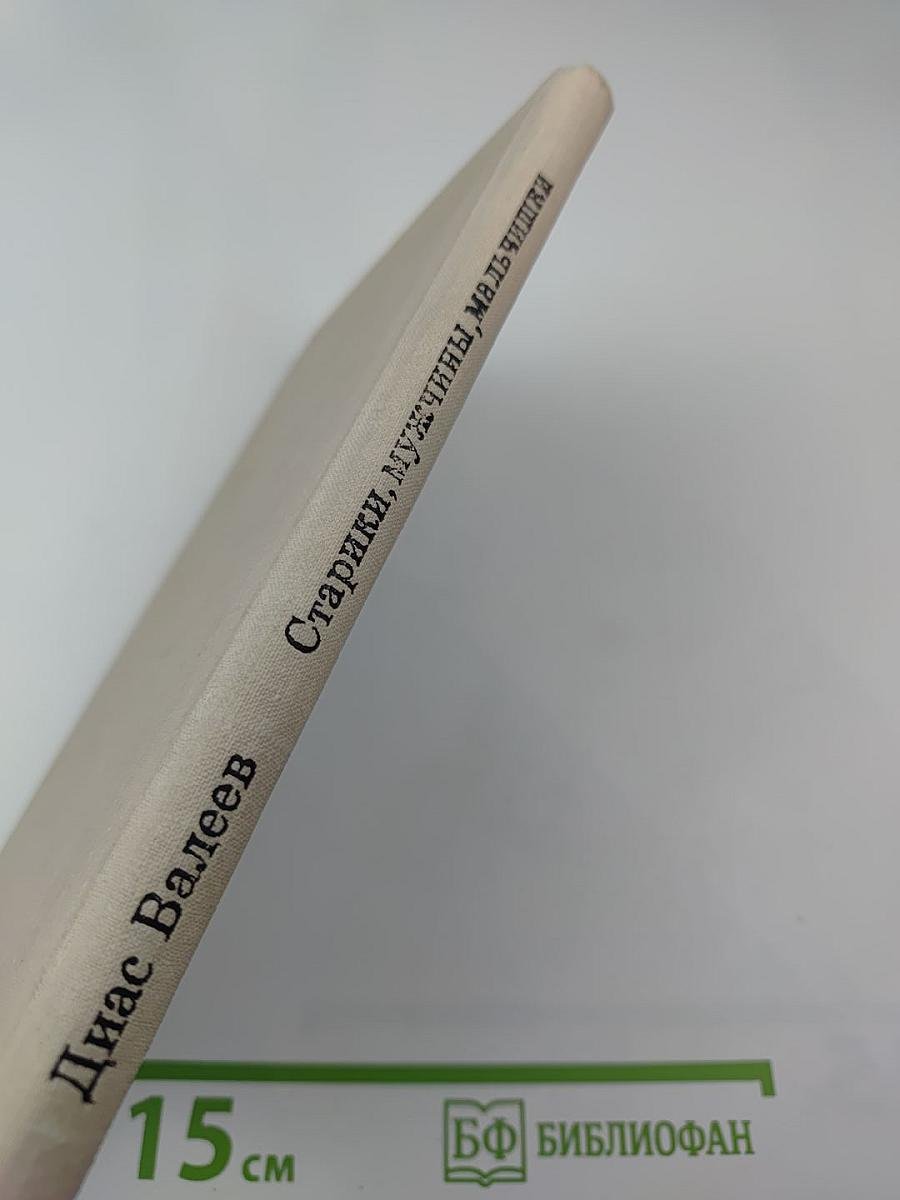 Диас Валеев
Старики, мужчины, мальчишки
15 см
БФ БИБЛИОФАН